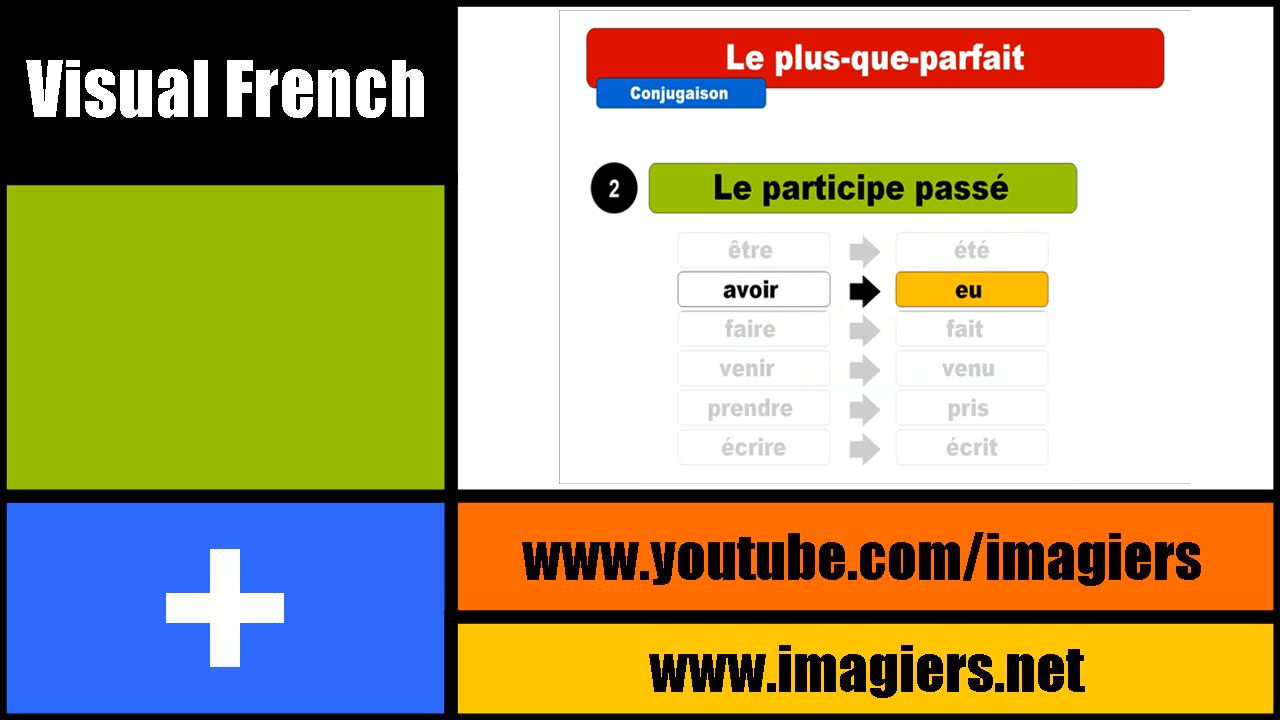 Visual French
Le plus-que-parfait
Conjugaison
2 Le participe passé
être été
avoir eu
faire fait
venir venu
prendre pris
écrire écrit
www.youtube.com/imagiers
www.imagiers.net